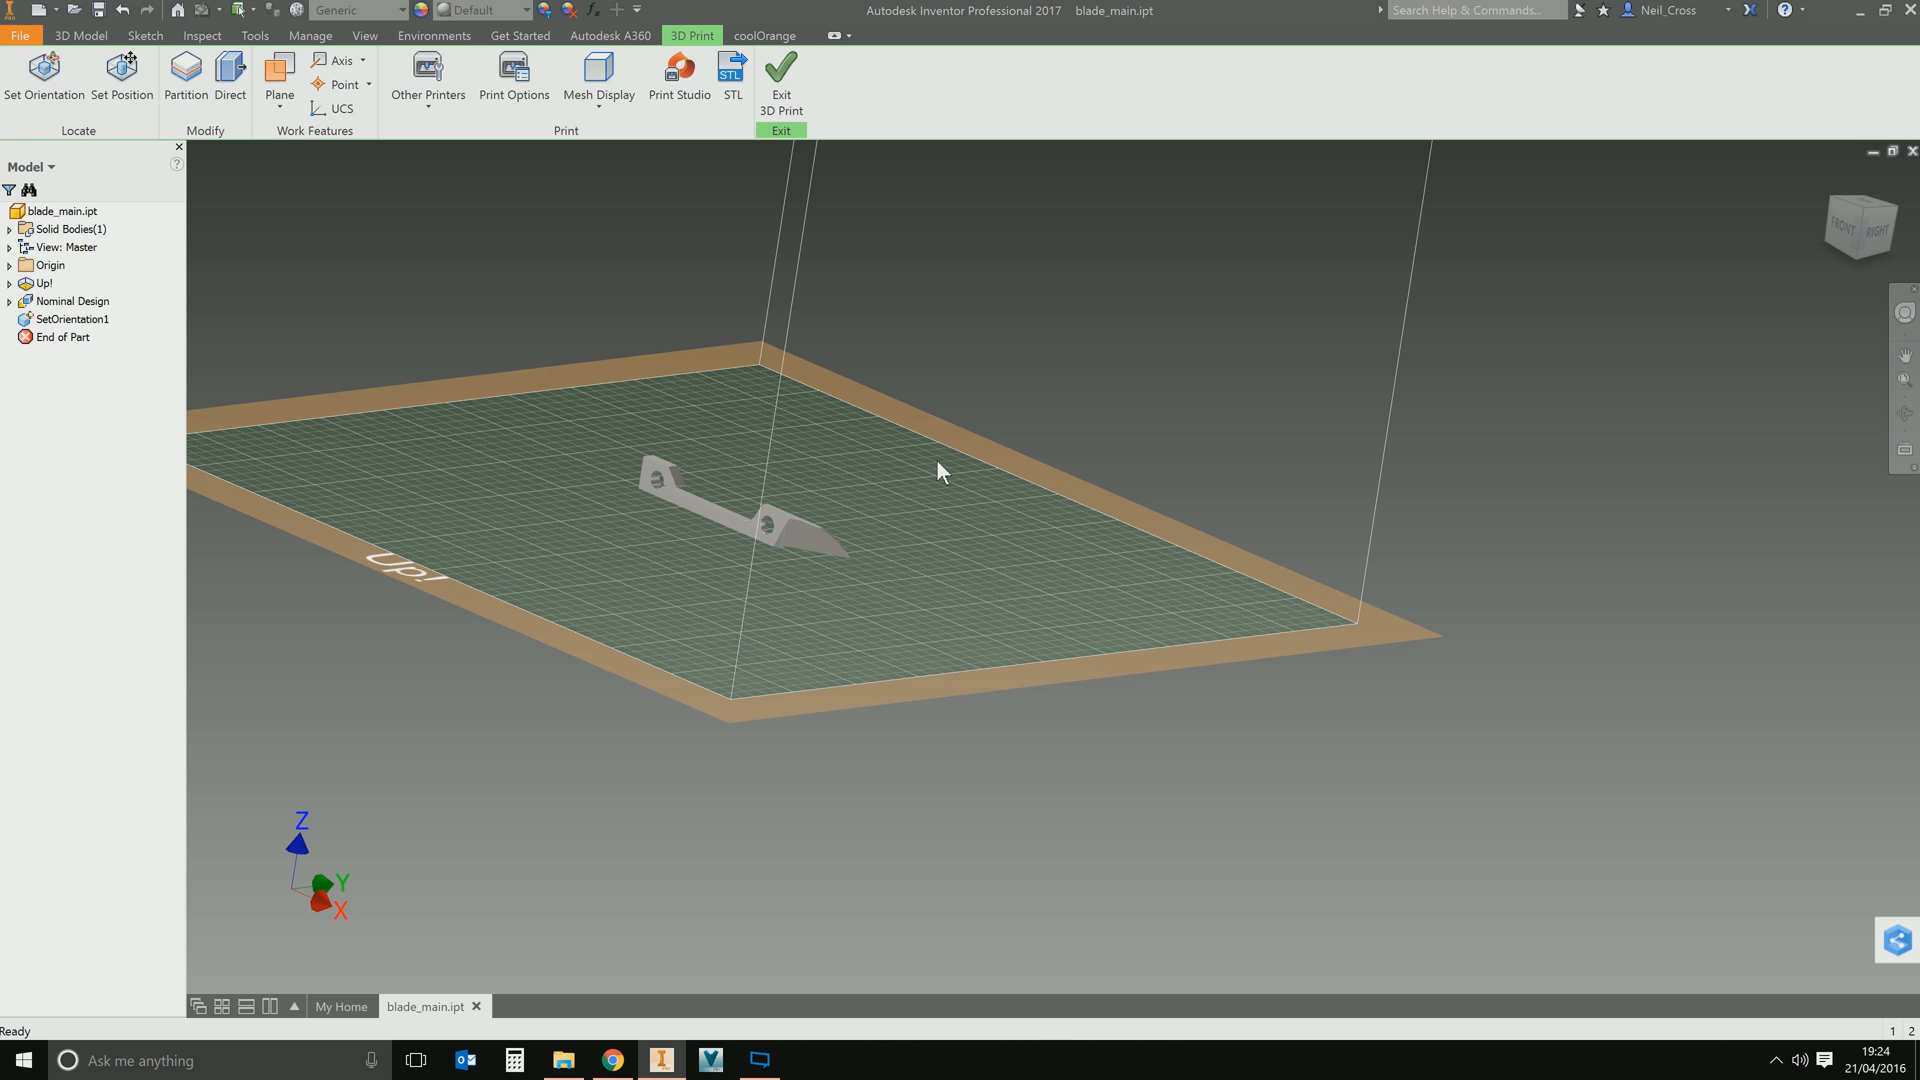 Generic
Default
Autodesk Inventor Professional 2017 blade_main.ipt
Search Help & Commands...
Neil_Cross
File 3D Model Sketch Inspect Tools Manage View Environments Get Started Autodesk A360 3D Print coolOrange
Set Orientation Set Position Partition Direct Plane Axis Point UCS Other Printers Print Options Mesh Display Print Studio STL STL Exit 3D Print
Locate Modify Work Features Print Exit
Model
blade_main.ipt
Solid Bodies(1)
View: Master
Origin
Up!
Nominal Design
SetOrientation1
End of Part
FRONT RIGHT
Up!
Z
Y
X
My Home blade_main.ipt
Ready 1 2
Ask me anything
19:24
21/04/2016